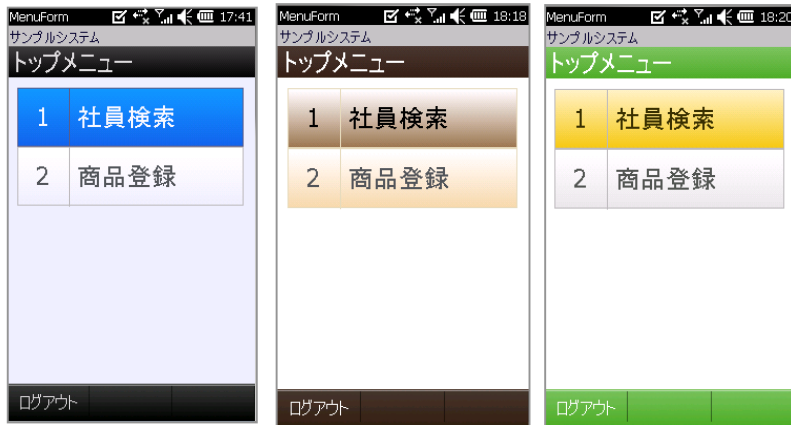 MenuForm 17:41
サンプルシステム
トップメニュー
1 社員検索
2 商品登録
ログアウト
MenuForm 18:18
サンプルシステム
トップメニュー
1 社員検索
2 商品登録
ログアウト
MenuForm 18:20
サンプルシステム
トップメニュー
1 社員検索
2 商品登録
ログアウト